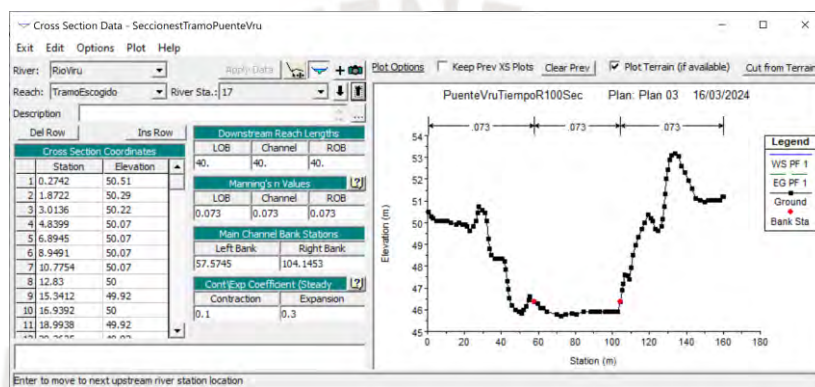 Cross Section Data - SeccionestTramoPuenteVru
Exit Edit Options Plot Help
River: RioViru Apply Data
Plot Options Keep Prev XS Plots Clear Prev Plot Terrain (if available) Cut from Terrain
Reach: TramoEscogido River Sta.: 17
Description ...
Del Row Ins Row
Cross Section Coordinates
Station Elevation
1 0.2742 50.51
2 1.8722 50.29
3 3.0136 50.22
4 4.8399 50.07
5 6.8945 50.07
6 8.9491 50.07
7 10.7754 50.07
8 12.83 50
9 15.3412 49.92
10 16.9392 50
11 18.9938 49.92
Downstream Reach Lengths
LOB Channel ROB
40. 40. 40.
Manning's n Values
LOB Channel ROB
0.073 0.073 0.073
Main Channel Bank Stations
Left Bank Right Bank
57.5745 104.1453
Cont\Exp Coefficient (Steady
Contraction Expansion
0.1 0.3
PuenteVruTiempoR100Sec Plan: Plan 03 16/03/2024
.073 .073 .073
54
53
52
51
50
49
48
47
46
45
Elevation (m)
0 20 40 60 80 100 120 140 160 180
Station (m)
Legend
WS PF 1
EG PF 1
Ground
Bank Sta
Enter to move to next upstream river station location